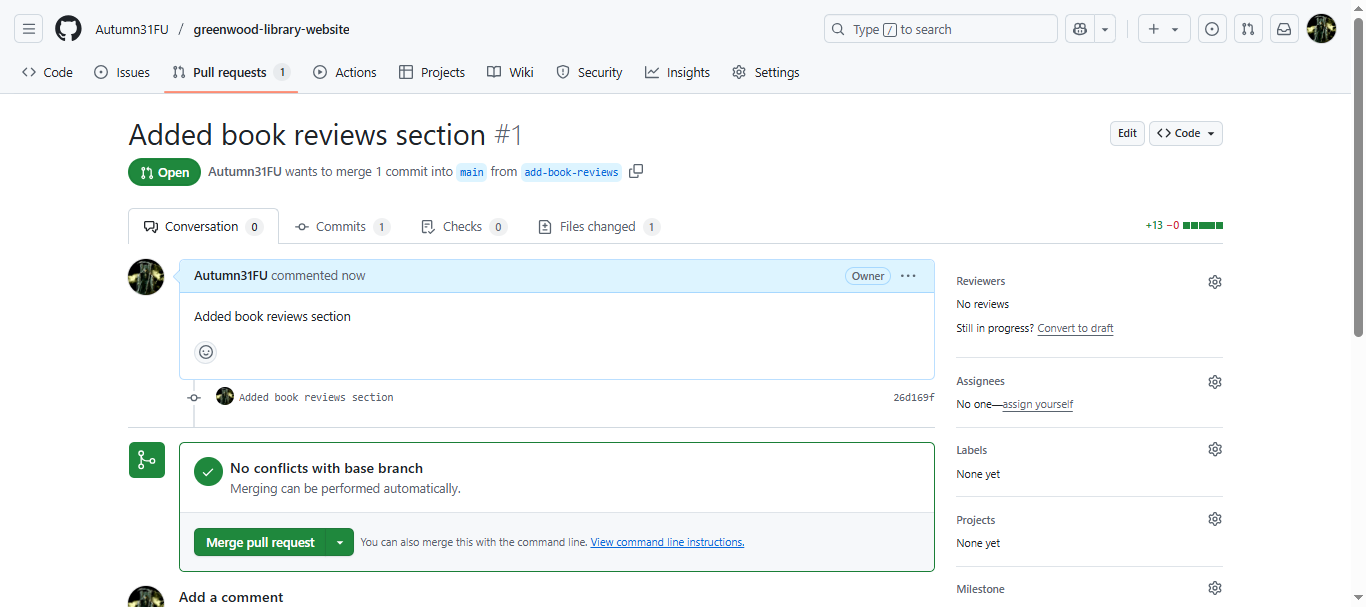 Autumn31FU / greenwood-library-website
Type / to search
Code Issues Pull requests 1 Actions Projects Wiki Security Insights Settings
Added book reviews section #1
Edit
Code
Open Autumn31FU wants to merge 1 commit into main from add-book-reviews
Conversation 0 Commits 1 Checks 0 Files changed 1
+13 −0
Autumn31FU commented now
Owner
Added book reviews section
Added book reviews section 26d169f
No conflicts with base branch
Merging can be performed automatically.
Merge pull request You can also merge this with the command line. View command line instructions.
Add a comment
Reviewers
No reviews
Still in progress? Convert to draft
Assignees
No one—assign yourself
Labels
None yet
Projects
None yet
Milestone